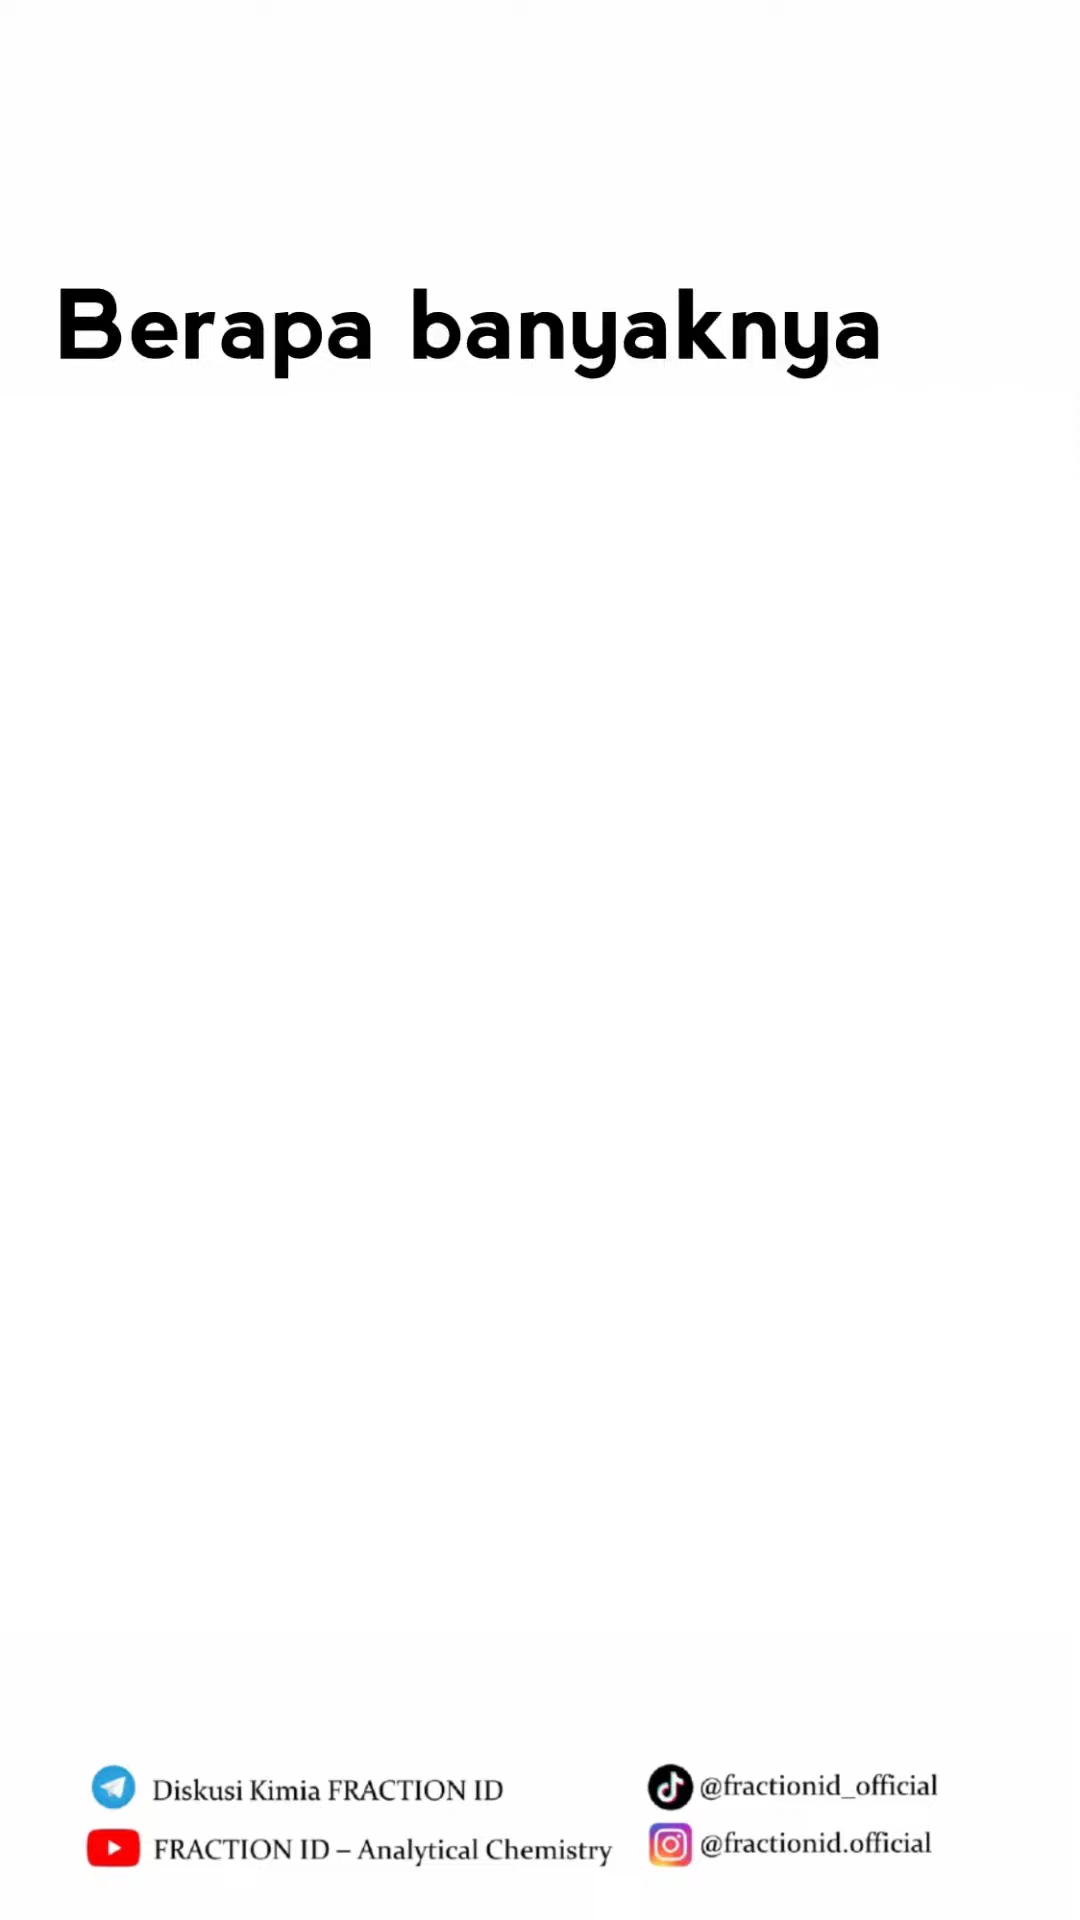 Berapa banyaknya
Diskusi Kimia FRACTION ID
@fractionid_official
FRACTION ID – Analytical Chemistry
@fractionid.official